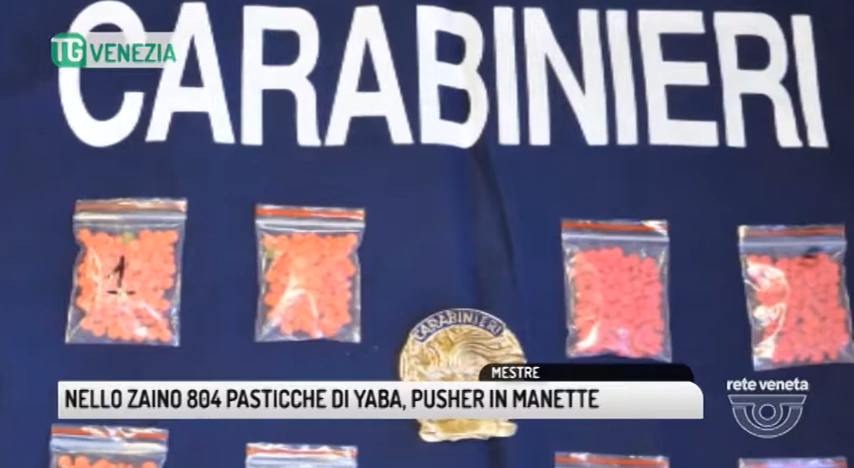 CARABINIERI
TG VENEZIA
1
CARABINIERI
MESTRE
NELLO ZAINO 804 PASTICCHE DI YABA, PUSHER IN MANETTE
rete veneta